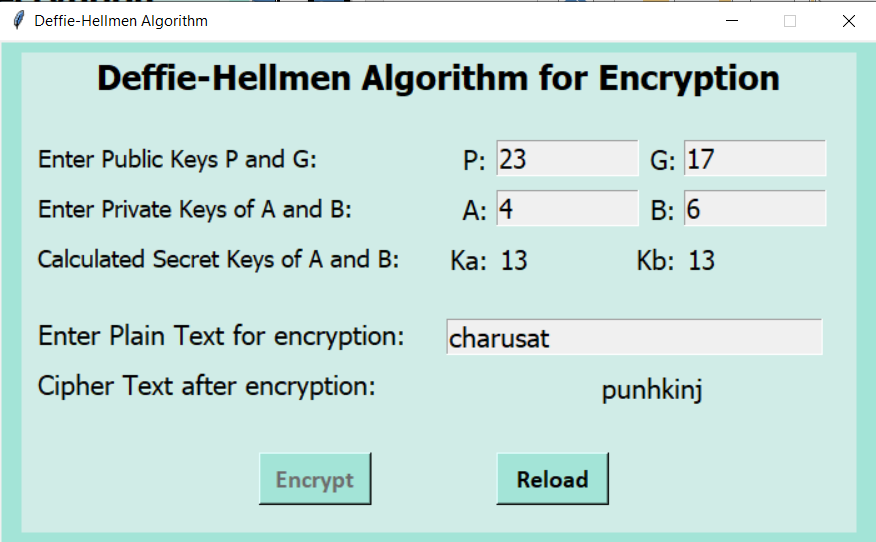 Deffie-Hellmen Algorithm
Deffie-Hellmen Algorithm for Encryption
Enter Public Keys P and G: P: 23 G: 17
Enter Private Keys of A and B: A: 4 B: 6
Calculated Secret Keys of A and B: Ka: 13 Kb: 13
Enter Plain Text for encryption: charusat
Cipher Text after encryption: punhkinj
Encrypt Reload